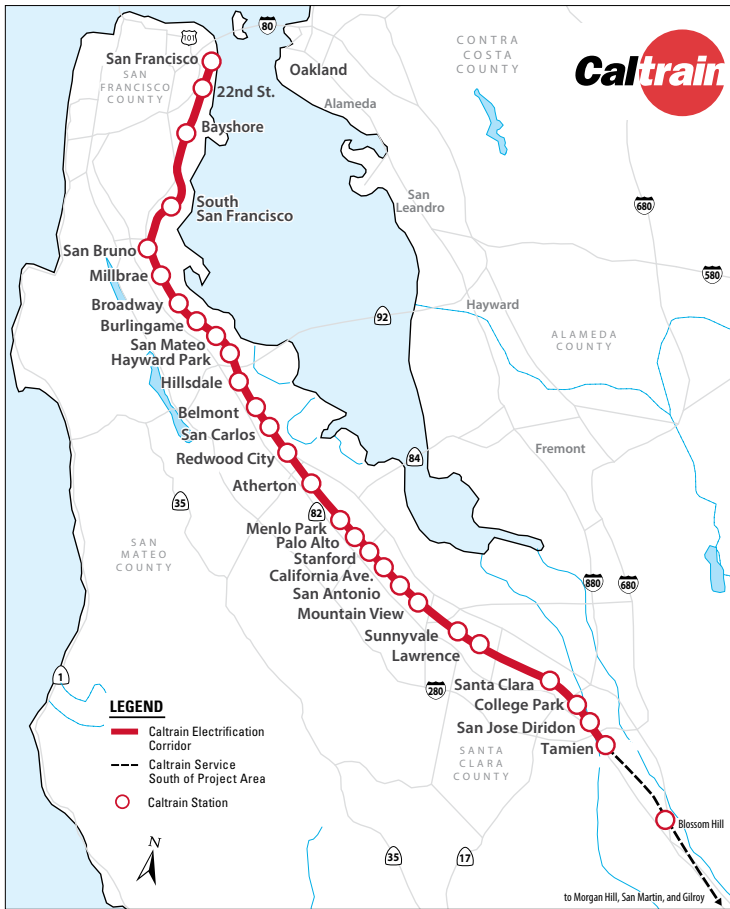 101
80
San Francisco
SAN
FRANCISCO
COUNTY
Oakland
CONTRA
COSTA
COUNTY
Caltrain
22nd St.
Alameda
Bayshore
South
San Francisco
San
Leandro
680
San Bruno
Millbrae
580
Broadway
Burlingame
92
Hayward
San Mateo
Hayward Park
ALAMEDA
COUNTY
Hillsdale
Belmont
San Carlos
Redwood City
84
Fremont
Atherton
35
82
Menlo Park
Palo Alto
Stanford
California Ave.
San Antonio
Mountain View
SAN
MATEO
COUNTY
880
680
Sunnyvale
Lawrence
1
280
Santa Clara
College Park
San Jose Diridon
Tamien
SANTA
CLARA
COUNTY
LEGEND
Caltrain Electrification
Corridor
Caltrain Service
South of Project Area
Caltrain Station
Blossom Hill
N
35
17
to Morgan Hill, San Martin, and Gilroy